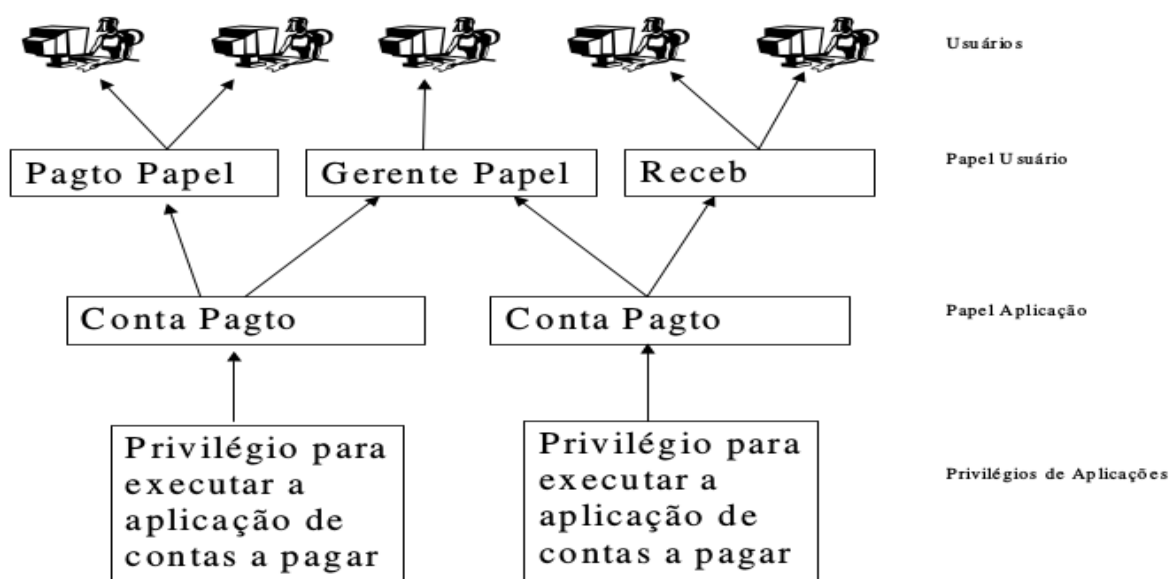 Usuários
Pagto Papel
Gerente Papel
Receb
Papel Usuário
Conta Pagto
Conta Pagto
Papel Aplicação
Privilégio para
executar a
aplicação de
contas a pagar
Privilégio para
executar a
aplicação de
contas a pagar
Privilégios de Aplicações